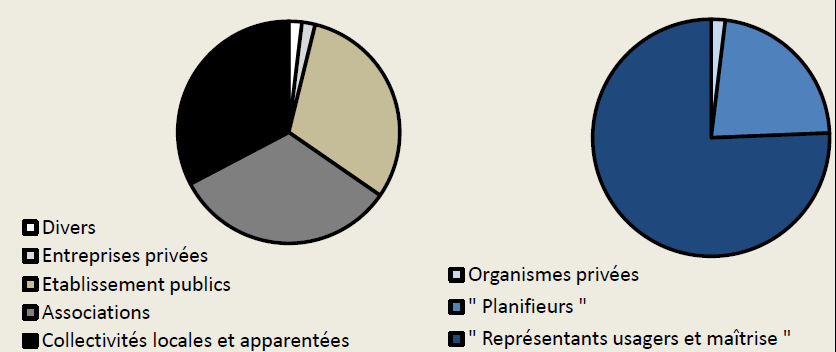 Divers
Entreprises privées
Etablissement publics
Associations
Collectivités locales et apparentées
Organismes privées
" Planifieurs "
" Représentants usagers et maîtrise "